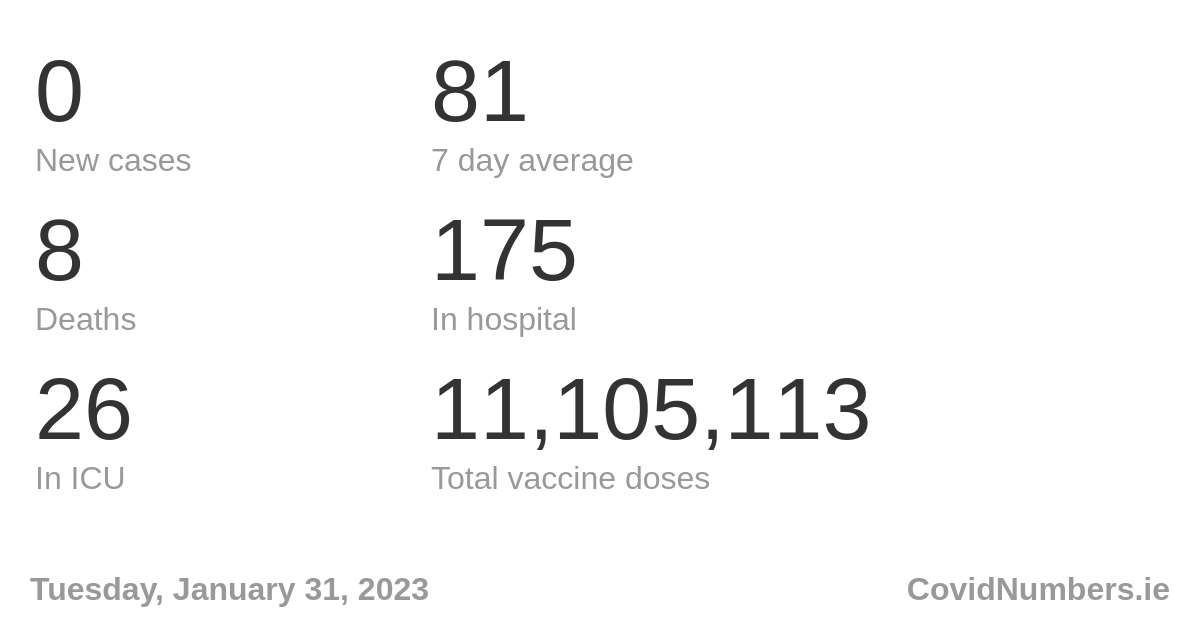 0
New cases
81
7 day average
8
Deaths
175
In hospital
26
In ICU
11,105,113
Total vaccine doses
Tuesday, January 31, 2023
CovidNumbers.ie